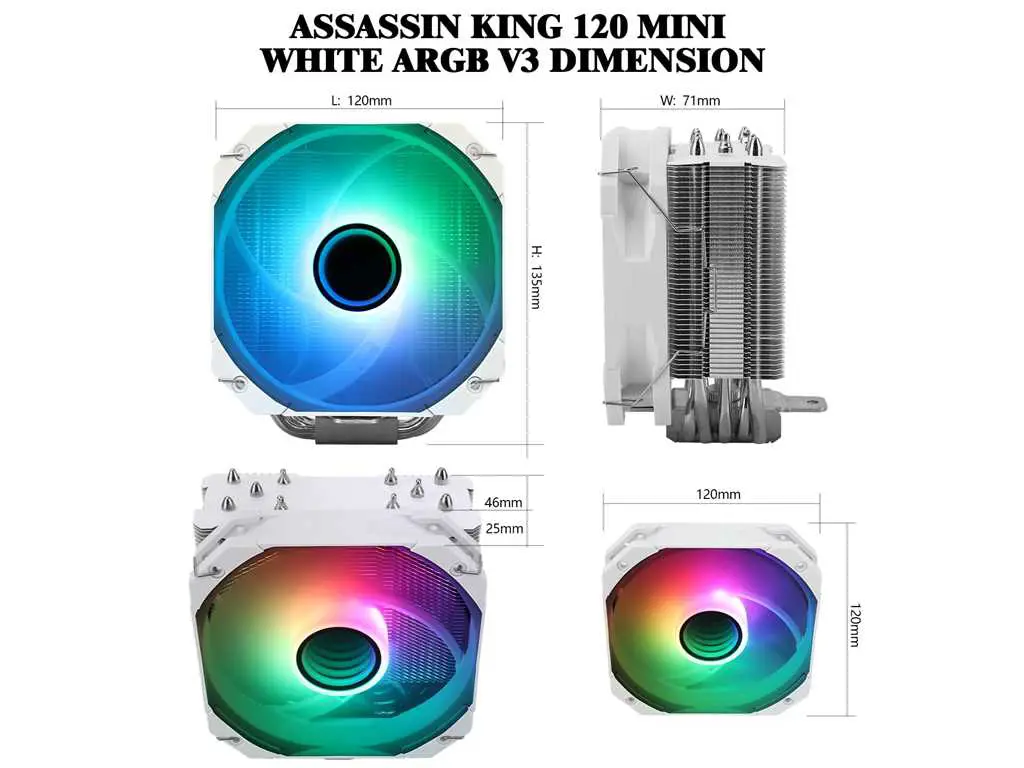 ASSASSIN KING 120 MINI
WHITE ARGB V3 DIMENSION
L: 120mm
W: 71mm
H: 135mm
46mm
25mm
120mm
120mm